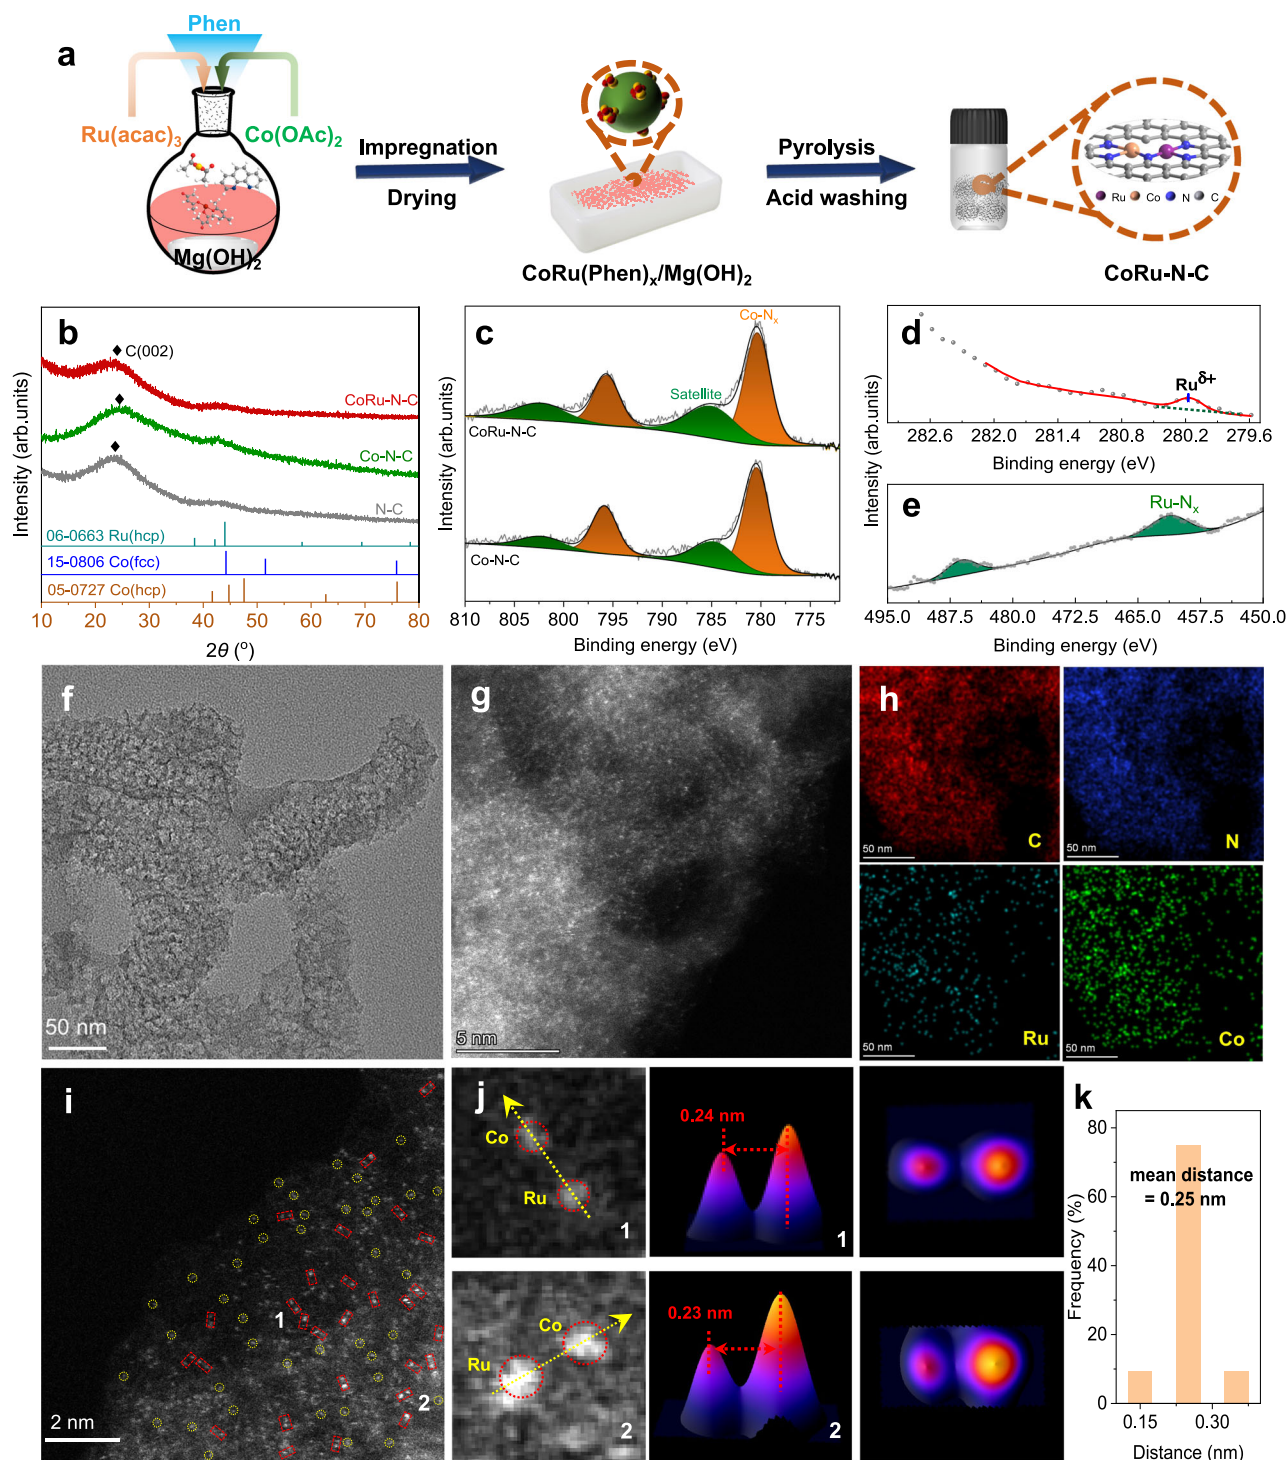 a
Phen
Ru(acac)3
Co(OAc)2
Mg(OH)2
Impregnation
Drying
CoRu(Phen)x/Mg(OH)2
Pyrolysis
Acid washing
Ru Co N C
CoRu-N-C
b
C(002)
CoRu-N-C
Co-N-C
N-C
06-0663 Ru(hcp)
15-0806 Co(fcc)
05-0727 Co(hcp)
10 20 30 40 50 60 70 80
2θ (°)
Intensity (arb.units)
c
Co-Nx
Satellite
CoRu-N-C
Co-N-C
810 805 800 795 790 785 780 775
Binding energy (eV)
Intensity (arb.units)
d
Ruδ+
282.6 282.0 281.4 280.8 280.2 279.6
Binding energy (eV)
Intensity (arb.units)
e
Ru-Nx
495.0 487.5 480.0 472.5 465.0 457.5 450.0
Binding energy (eV)
f
50 nm
g
5 nm
h
C
50 nm
N
50 nm
Ru
50 nm
Co
50 nm
i
1
2
2 nm
j
Co
Ru
1
0.24 nm
1
Co
Ru
2
0.23 nm
2
k
80
60
40
20
0
mean distance
= 0.25 nm
Frequency (%)
0.15 0.30
Distance (nm)